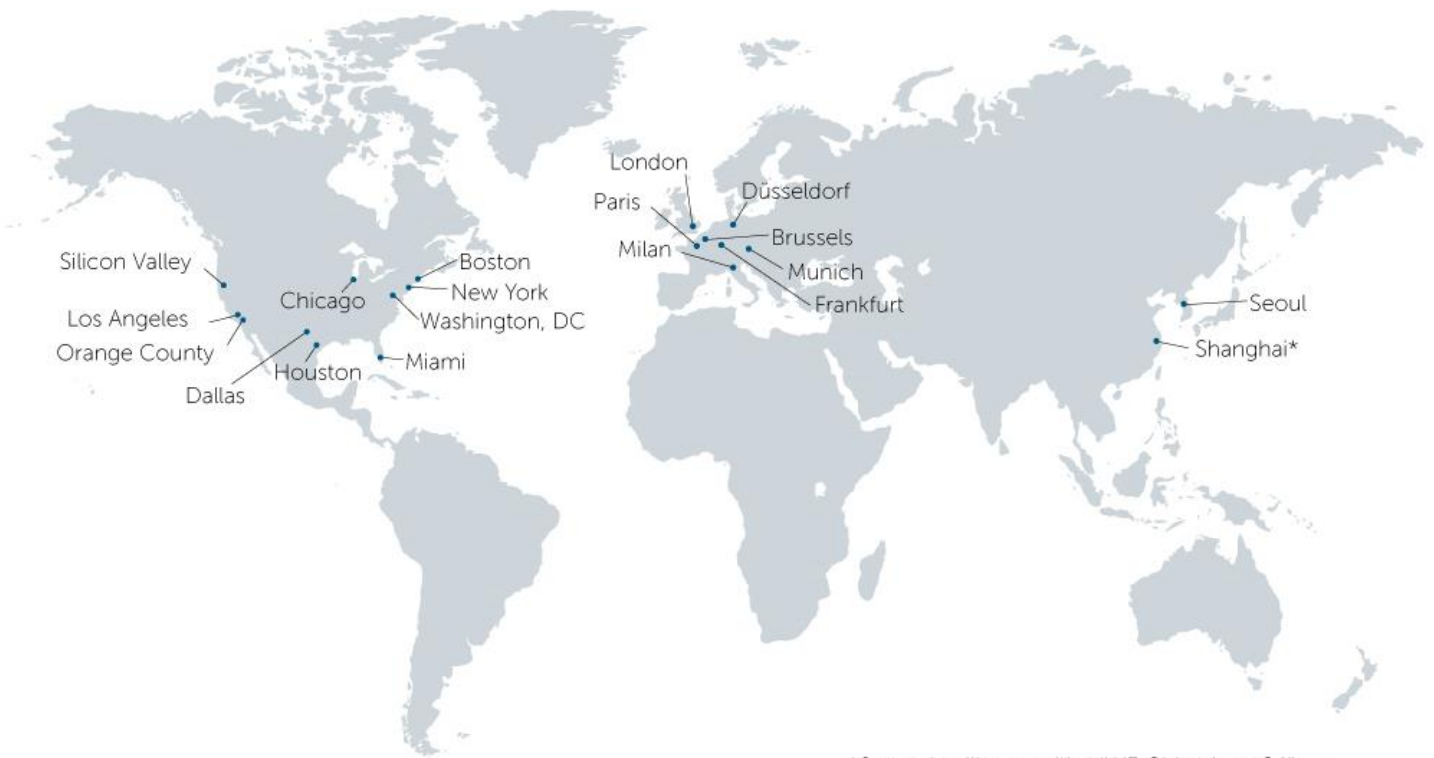 London
Düsseldorf
Paris
Brussels
Milan
Munich
Frankfurt
Silicon Valley
Boston
Chicago
New York
Los Angeles
Washington, DC
Orange County
Houston
Miami
Dallas
Seoul
Shanghai*